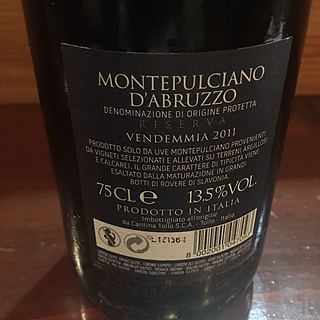 MONTEPULCIANO
D'ABRUZZO
DENOMINAZIONE DI ORIGINE PROTETTA
RISERVA
VENDEMMIA 2011
PRODOTTO SOLO DA UVE MONTEPULCIANO PROVENIENTI
DA VIGNETI SELEZIONATI E ALLEVATI SU TERRENI ARGILLOSI
E CALCAREI. IL GRANDE CARATTERE DI TIPICITÀ VIENE
ESALTATO DALLA MATURAZIONE IN GRANDI
BOTTI DI ROVERE DI SLAVONIA.
75CL e 13.5%VOL.
PRODOTTO IN ITALIA
Imbottigliato all'origine
da Cantina Tollo S.C.A. - Tollo - Italia